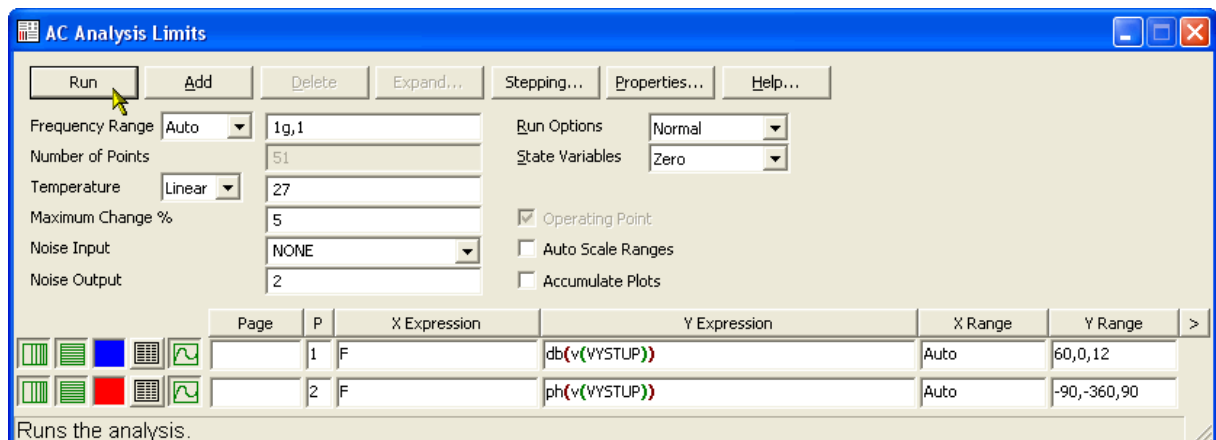 AC Analysis Limits
Run Add Delete Expand... Stepping... Properties... Help...
Frequency Range Auto 1g,1 Run Options Normal
Number of Points 51 State Variables Zero
Temperature Linear 27
Maximum Change % 5 Operating Point
Noise Input NONE Auto Scale Ranges
Noise Output 2 Accumulate Plots
Page P X Expression Y Expression X Range Y Range >
1 F db(v(VYSTUP)) Auto 60,0,12
2 F ph(v(VYSTUP)) Auto -90,-360,90
Runs the analysis.